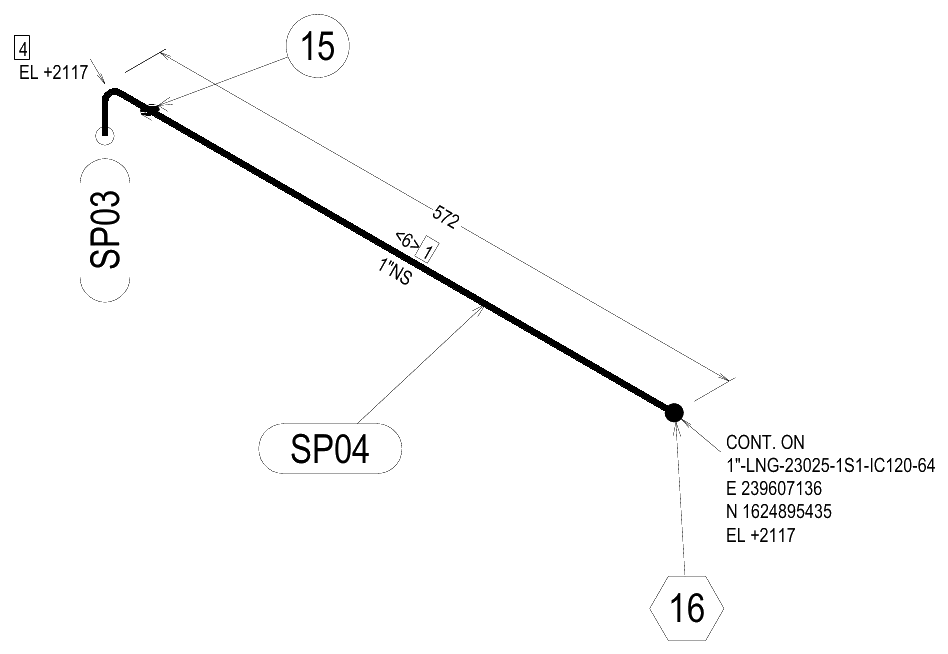 15
4
EL +2117
SP03
572
<6> 1
1"NS
SP04
CONT. ON
1"-LNG-23025-1S1-IC120-64
E 239607136
N 1624895435
EL +2117
16